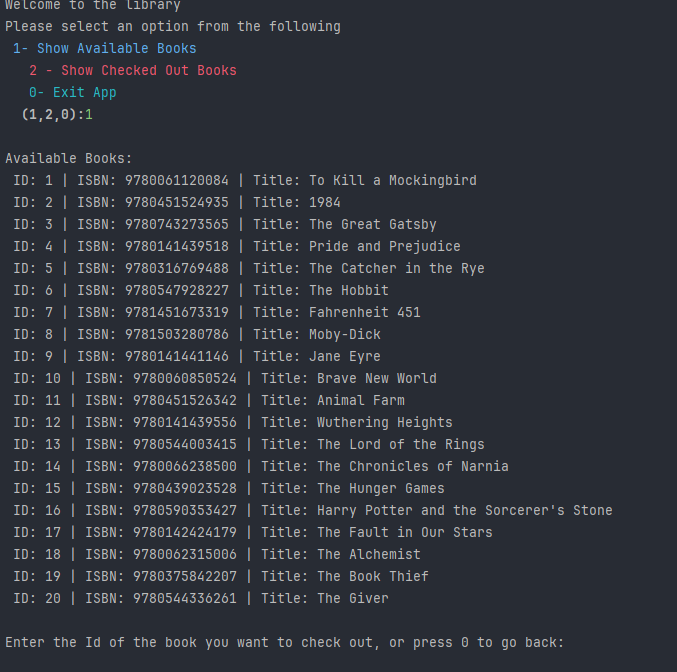 Welcome to the library
Please select an option from the following
1- Show Available Books
2 - Show Checked Out Books
0- Exit App
(1,2,0):1
Available Books:
ID: 1 | ISBN: 9780061120084 | Title: To Kill a Mockingbird
ID: 2 | ISBN: 9780451524935 | Title: 1984
ID: 3 | ISBN: 9780743273565 | Title: The Great Gatsby
ID: 4 | ISBN: 9780141439518 | Title: Pride and Prejudice
ID: 5 | ISBN: 9780316769488 | Title: The Catcher in the Rye
ID: 6 | ISBN: 9780547928227 | Title: The Hobbit
ID: 7 | ISBN: 9781451673319 | Title: Fahrenheit 451
ID: 8 | ISBN: 9781503280786 | Title: Moby-Dick
ID: 9 | ISBN: 9780141441146 | Title: Jane Eyre
ID: 10 | ISBN: 9780060850524 | Title: Brave New World
ID: 11 | ISBN: 9780451526342 | Title: Animal Farm
ID: 12 | ISBN: 9780141439556 | Title: Wuthering Heights
ID: 13 | ISBN: 9780544003415 | Title: The Lord of the Rings
ID: 14 | ISBN: 9780066238500 | Title: The Chronicles of Narnia
ID: 15 | ISBN: 9780439023528 | Title: The Hunger Games
ID: 16 | ISBN: 9780590353427 | Title: Harry Potter and the Sorcerer's Stone
ID: 17 | ISBN: 9780142424179 | Title: The Fault in Our Stars
ID: 18 | ISBN: 9780062315006 | Title: The Alchemist
ID: 19 | ISBN: 9780375842207 | Title: The Book Thief
ID: 20 | ISBN: 9780544336261 | Title: The Giver
Enter the Id of the book you want to check out, or press 0 to go back: